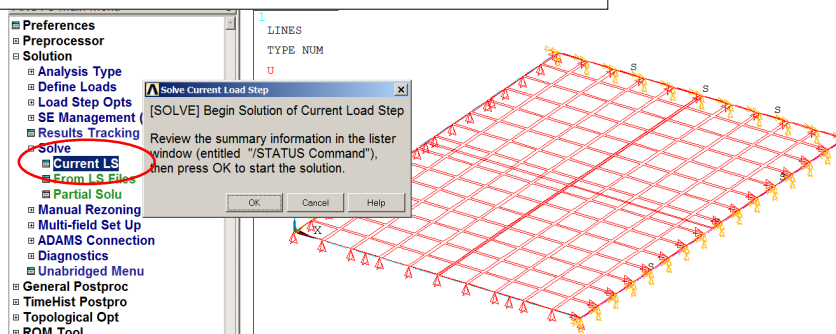 Preferences
Preprocessor
Solution
Analysis Type
Define Loads
Load Step Opts
SE Management (
Results Tracking
Solve
Current LS
From LS Files
Partial Solu
Manual Rezoning
Multi-field Set Up
ADAMS Connection
Diagnostics
Unabridged Menu
General Postproc
TimeHist Postpro
Topological Opt
ROM Tool
Solve Current Load Step
[SOLVE] Begin Solution of Current Load Step
Review the summary information in the lister
window (entitled "/STATUS Command"),
then press OK to start the solution.
OK Cancel Help
1
LINES
TYPE NUM
U
S
S
S
S
S
X